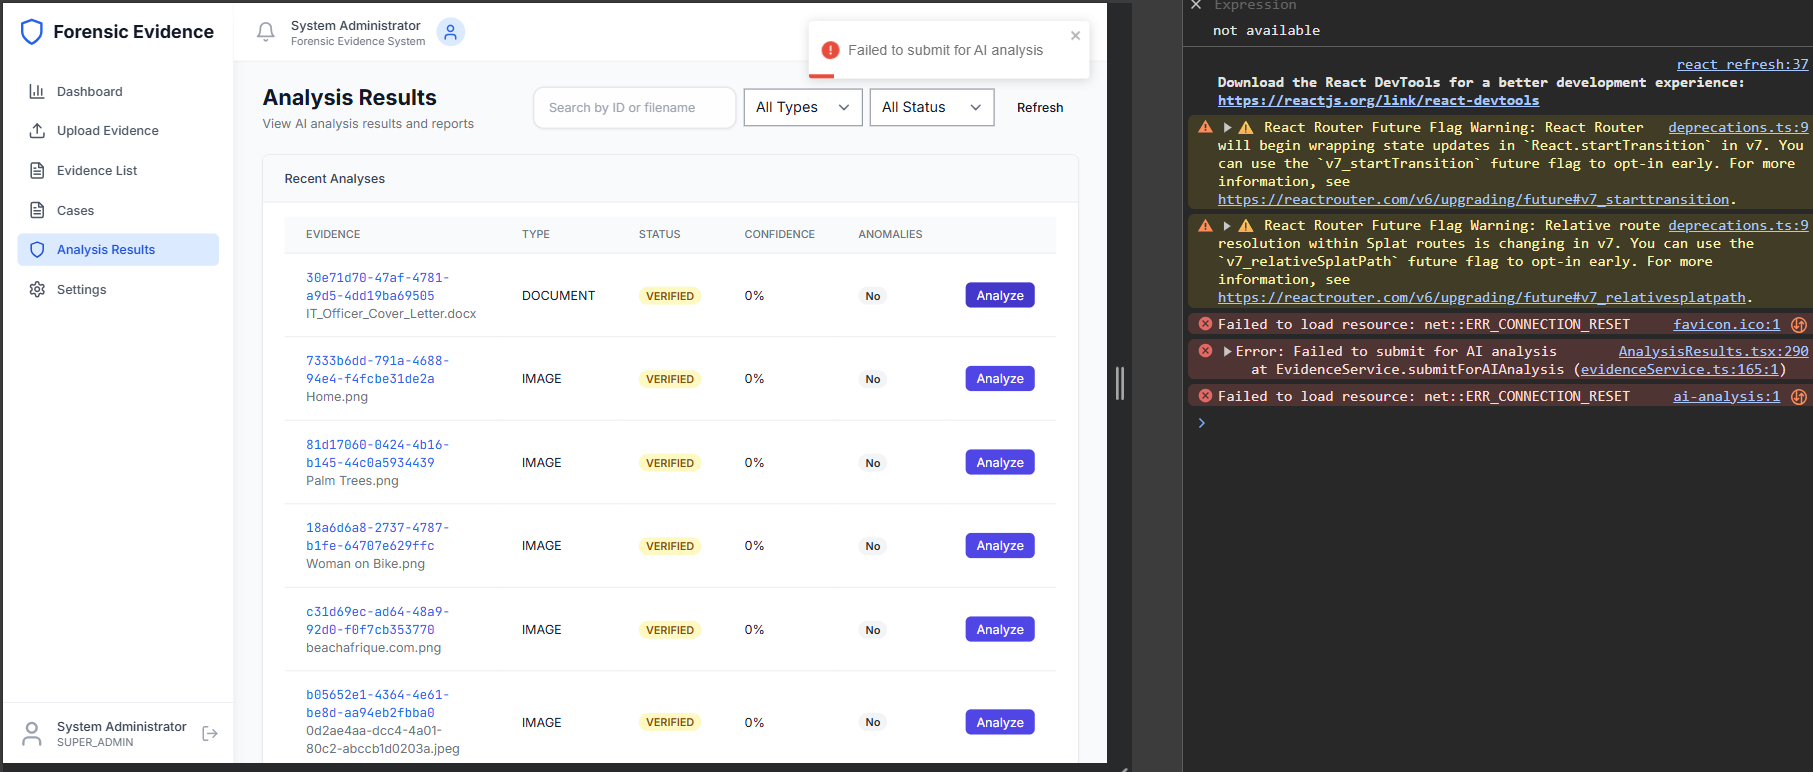 Forensic Evidence
Dashboard
Upload Evidence
Evidence List
Cases
Analysis Results
Settings
System Administrator
SUPER_ADMIN
System Administrator
Forensic Evidence System
Failed to submit for AI analysis
Analysis Results
View AI analysis results and reports
Search by ID or filename
All Types
All Status
Refresh
Recent Analyses
EVIDENCE TYPE STATUS CONFIDENCE ANOMALIES
30e71d70-47af-4781-
a9d5-4dd19ba69505
IT_Officer_Cover_Letter.docx
DOCUMENT VERIFIED 0% No Analyze
7333b6dd-791a-4688-
94e4-f4fcbe31de2a
Home.png
IMAGE VERIFIED 0% No Analyze
81d17060-0424-4b16-
b145-44c0a5934439
Palm Trees.png
IMAGE VERIFIED 0% No Analyze
18a6d6a8-2737-4787-
b1fe-64707e629ffc
Woman on Bike.png
IMAGE VERIFIED 0% No Analyze
c31d69ec-ad64-48a9-
92d0-f0f7cb353770
beachafrique.com.png
IMAGE VERIFIED 0% No Analyze
b05652e1-4364-4e61-
be8d-aa94eb2fbba0
0d2ae4aa-dcc4-4a01-
80c2-abccb1d0203a.jpeg
IMAGE VERIFIED 0% No Analyze
Expression
not available
react refresh:37
Download the React DevTools for a better development experience:
https://reactjs.org/link/react-devtools
React Router Future Flag Warning: React Router deprecations.ts:9
will begin wrapping state updates in `React.startTransition` in v7. You
can use the `v7_startTransition` future flag to opt-in early. For more
information, see
https://reactrouter.com/v6/upgrading/future#v7_starttransition.
React Router Future Flag Warning: Relative route deprecations.ts:9
resolution within Splat routes is changing in v7. You can use the
`v7_relativeSplatPath` future flag to opt-in early. For more
information, see
https://reactrouter.com/v6/upgrading/future#v7_relativesplatpath.
Failed to load resource: net::ERR_CONNECTION_RESET favicon.ico:1
Error: Failed to submit for AI analysis AnalysisResults.tsx:290
at EvidenceService.submitForAIAnalysis (evidenceService.ts:165:1)
Failed to load resource: net::ERR_CONNECTION_RESET ai-analysis:1